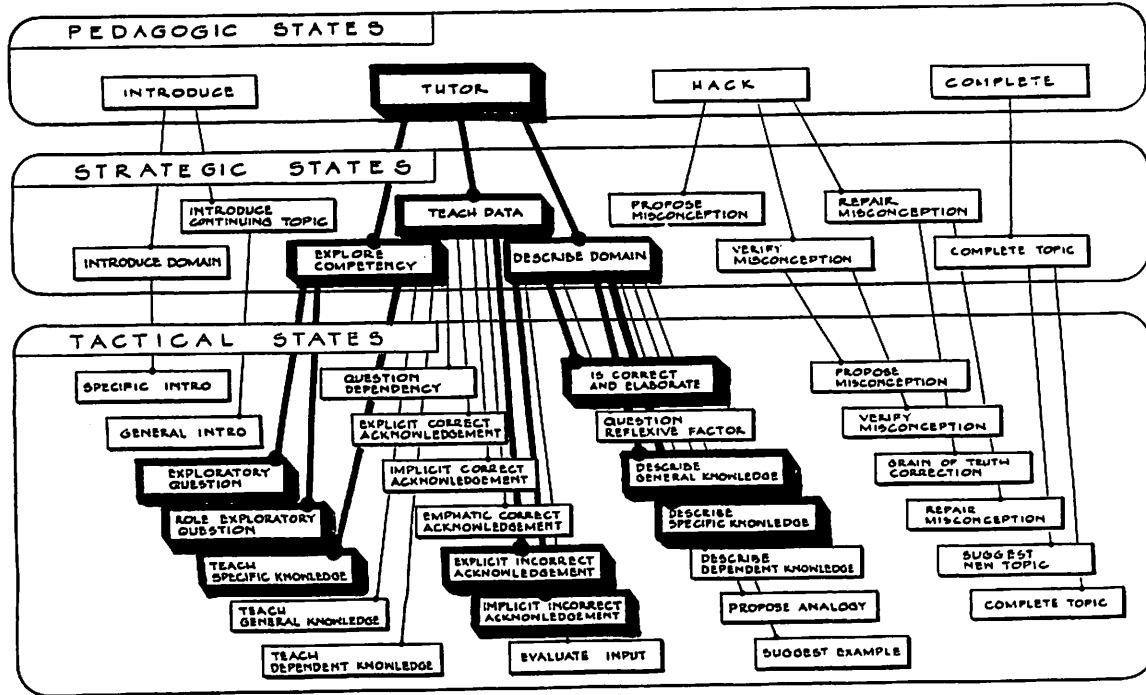 PEDAGOGIC STATES
INTRODUCE
TUTOR
HACK
COMPLETE
STRATEGIC STATES
INTRODUCE
CONTINUING TOPIC
TEACH DATA
PROPOSE
MISCONCEPTION
REPAIR
MISCONCEPTION
INTRODUCE DOMAIN
EXPLORE
COMPETENCY
DESCRIBE DOMAIN
VERIFY
MISCONCEPTION
COMPLETE TOPIC
TACTICAL STATES
SPECIFIC INTRO
QUESTION
DEPENDENCY
IS CORRECT
AND ELABORATE
PROPOSE
MISCONCEPTION
GENERAL INTRO
EXPLICIT CORRECT
ACKNOWLEDGEMENT
QUESTION
REFLEXIVE FACTOR
VERIFY
MISCONCEPTION
EXPLORATORY
QUESTION
IMPLICIT CORRECT
ACKNOWLEDGEMENT
DESCRIBE
GENERAL KNOWLEDGE
GRAIN OF TRUTH
CORRECTION
ROLE EXPLORATORY
QUESTION
EMPHATIC CORRECT
ACKNOWLEDGEMENT
DESCRIBE
SPECIFIC KNOWLEDGE
REPAIR
MISCONCEPTION
TEACH
SPECIFIC KNOWLEDGE
EXPLICIT INCORRECT
ACKNOWLEDGEMENT
DESCRIBE
DEPENDENT KNOWLEDGE
SUGGEST
NEW TOPIC
TEACH
GENERAL KNOWLEDGE
IMPLICIT INCORRECT
ACKNOWLEDGEMENT
PROPOSE ANALOGY
COMPLETE TOPIC
TEACH
DEPENDENT KNOWLEDGE
EVALUATE INPUT
SUGGEST EXAMPLE